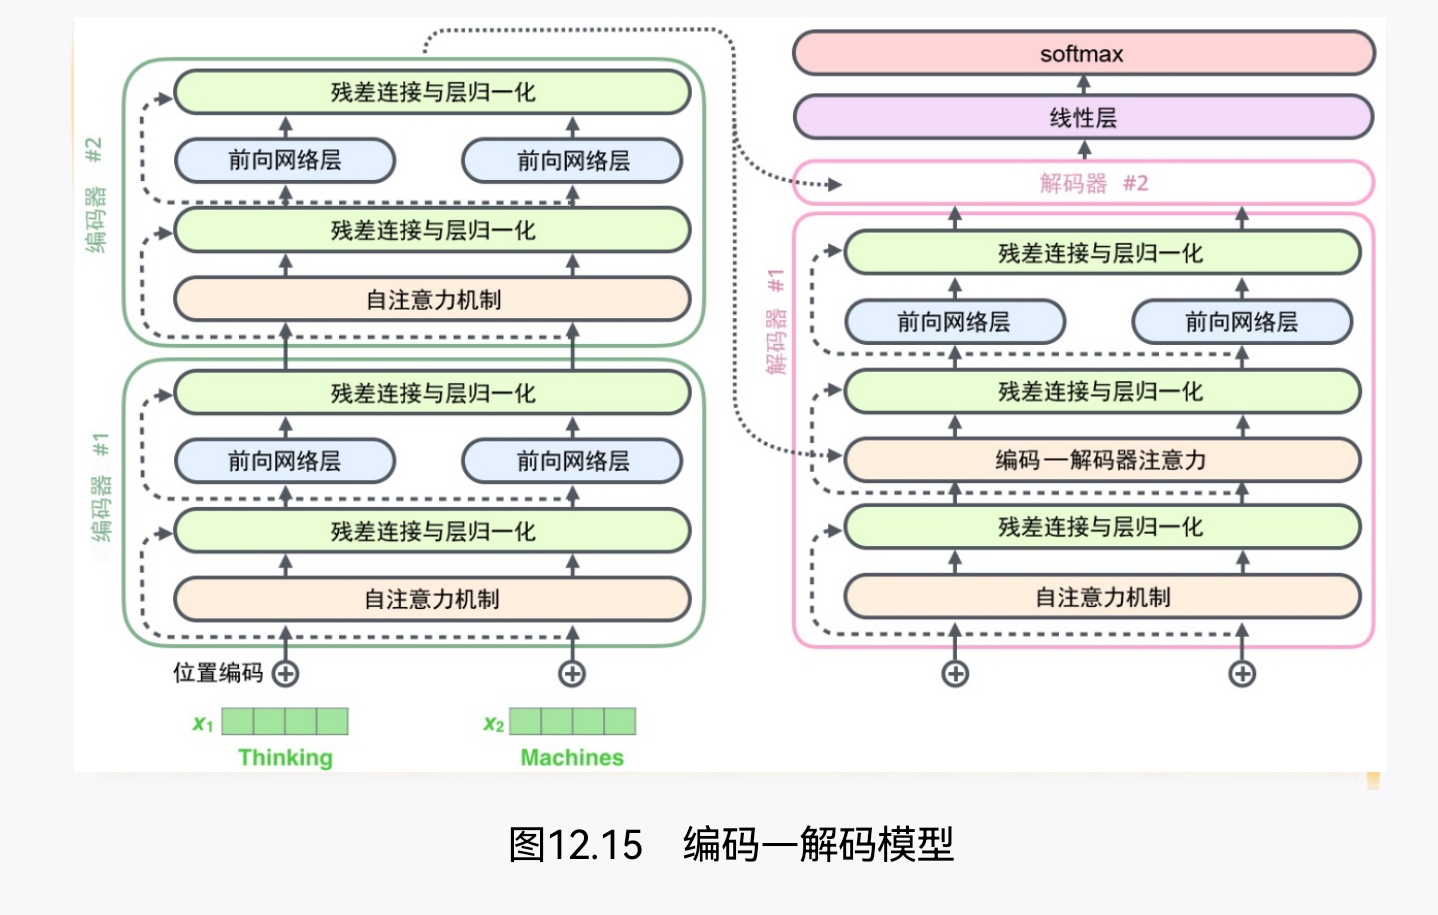 编码器 #2
残差连接与层归一化
前向网络层 前向网络层
残差连接与层归一化
自注意力机制
编码器 #1
残差连接与层归一化
前向网络层 前向网络层
残差连接与层归一化
自注意力机制
位置编码
x1 x2
Thinking Machines
softmax
线性层
解码器 #2
解码器 #1
残差连接与层归一化
前向网络层 前向网络层
残差连接与层归一化
编码一解码器注意力
残差连接与层归一化
自注意力机制
图12.15 编码一解码模型